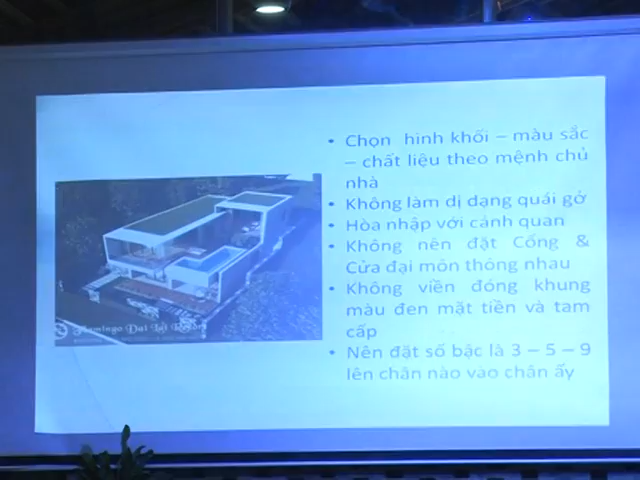 • Chọn hình khối – màu sắc
– chất liệu theo mệnh chủ
nhà
• Không làm dị dạng quái gở
• Hòa nhập với cảnh quan
• Không nên đặt Cổng &
Cửa đại môn thông nhau
• Không viền đóng khung
màu đen mặt tiền và tam
cấp
• Nên đặt số bậc là 3 – 5 – 9
lên chân nào vào chân ấy
Flamingo Đại Lải Resort